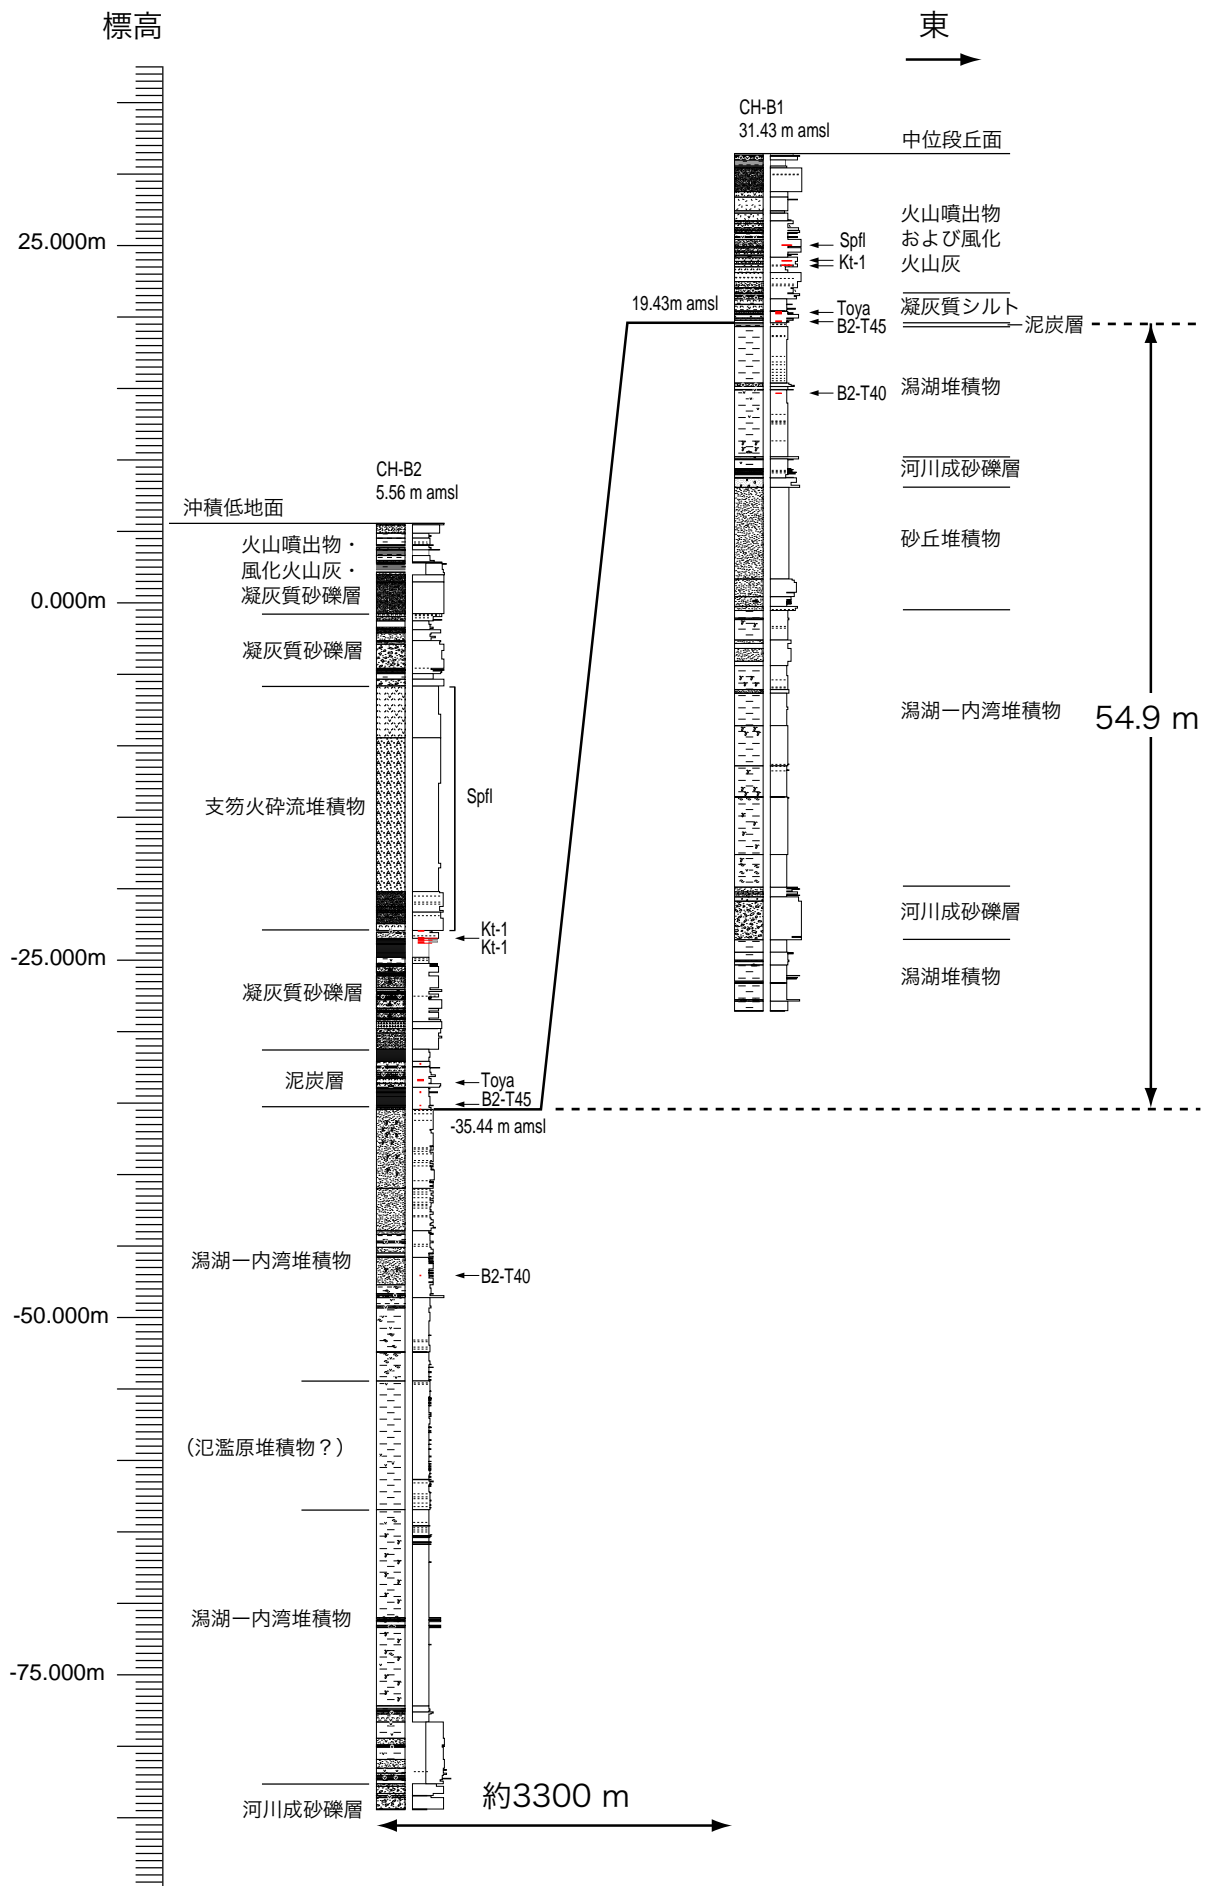 標高
東
CH-B1
31.43 m amsl
中位段丘面
火山噴出物
および風化
火山灰
25.000m
Spfl
Kt-1
19.43m amsl
Toya
凝灰質シルト
B2-T45
泥炭層
B2-T40
潟湖堆積物
CH-B2
5.56 m amsl
河川成砂礫層
沖積低地面
砂丘堆積物
火山噴出物・
風化火山灰・
凝灰質砂礫層
0.000m
凝灰質砂礫層
潟湖ー内湾堆積物
54.9 m
Spfl
支笏火砕流堆積物
河川成砂礫層
Kt-1
Kt-1
-25.000m
潟湖堆積物
凝灰質砂礫層
泥炭層
Toya
B2-T45
-35.44 m amsl
潟湖ー内湾堆積物
B2-T40
-50.000m
（氾濫原堆積物？）
潟湖ー内湾堆積物
-75.000m
約3300 m
河川成砂礫層